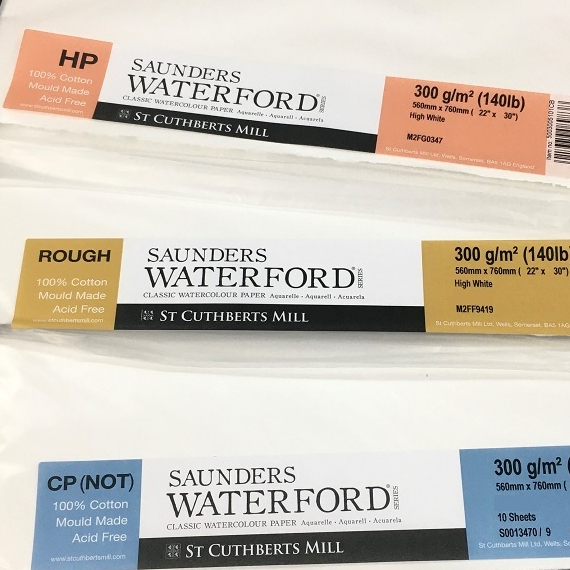 HP
100% Cotton
Mould Made
Acid Free
www.stcuthbertsmill.com
SAUNDERS
WATERFORD® SERIES
CLASSIC WATERCOLOUR PAPER Aquarelle · Aquarell · Acuarela
ST CUTHBERTS MILL
300 g/m² (140lb)
560mm x 760mm ( 22" x 30")
High White
M2FG0347
St Cuthberts Mill Ltd, Wells, Somerset, BA5 1AG England
ROUGH
100% Cotton
Mould Made
Acid Free
www.stcuthbertsmill.com
SAUNDERS
WATERFORD® SERIES
CLASSIC WATERCOLOUR PAPER Aquarelle · Aquarell · Acuarela
ST CUTHBERTS MILL
300 g/m² (140lb
560mm x 760mm ( 22" x 30")
High White
M2FF9419
St Cuthberts Mill Ltd, Wells, Somerset, BA5 1AG
CP (NOT)
100% Cotton
Mould Made
Acid Free
www.stcuthbertsmill.com
SAUNDERS
WATERFORD® SERIES
CLASSIC WATERCOLOUR PAPER Aquarelle · Aquarell · Acuarela
ST CUTHBERTS MILL
300 g/m² (
560mm x 760mm (
10 Sheets
S0013470 / 9
St Cuthberts Mill Ltd, Wells,